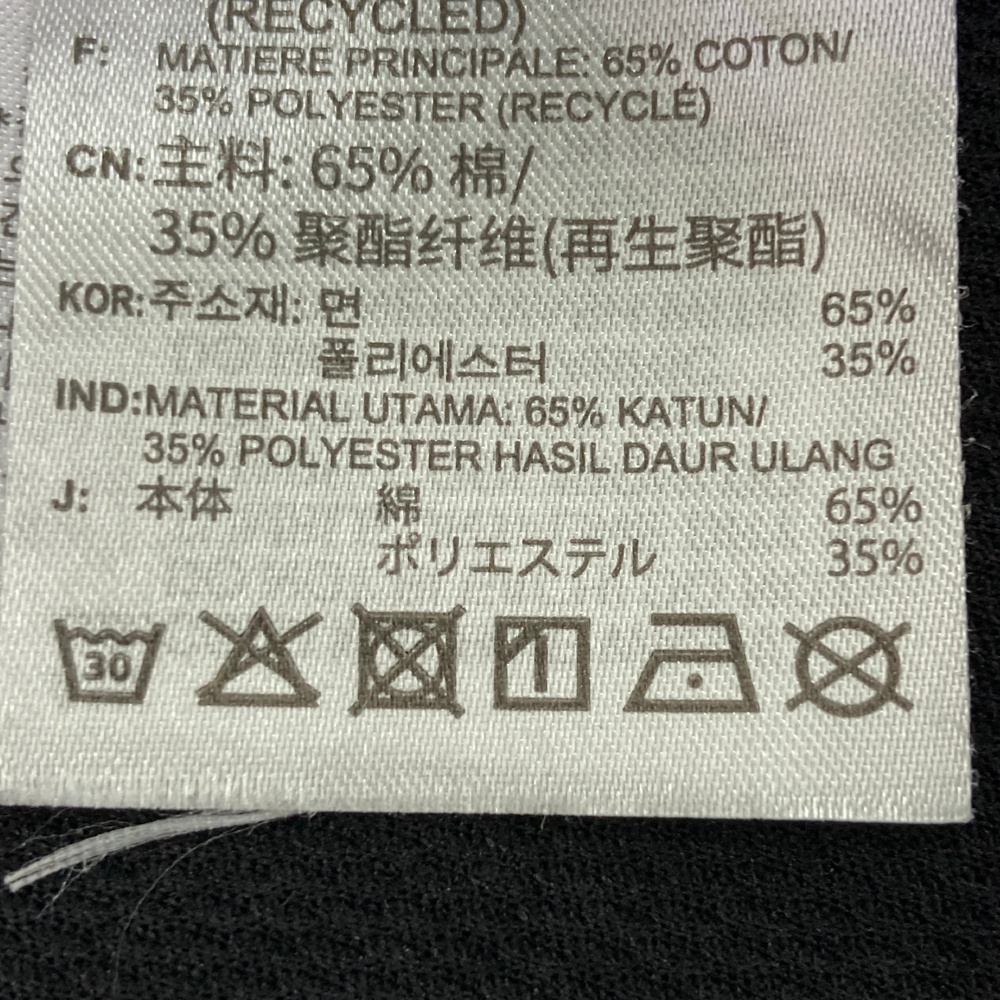 (RECYCLED)
F: MATIERE PRINCIPALE: 65% COTON/
35% POLYESTER (RECYCLÉ)
CN: 主料: 65% 棉/
35% 聚酯纤维(再生聚酯)
KOR: 주소재: 면 65%
폴리에스터 35%
IND: MATERIAL UTAMA: 65% KATUN/
35% POLYESTER HASIL DAUR ULANG
J: 本体 綿 65%
ポリエステル 35%
30